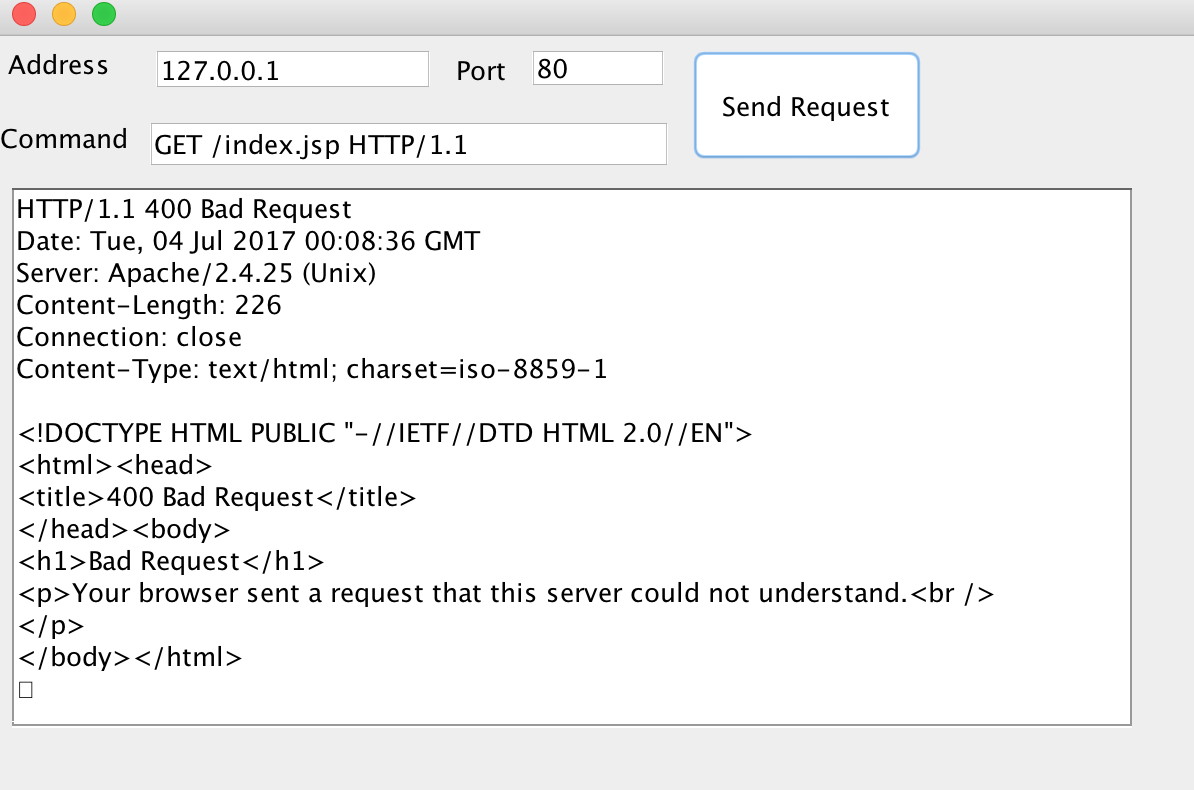 Address 127.0.0.1 Port 80
Send Request
Command GET /index.jsp HTTP/1.1
HTTP/1.1 400 Bad Request
Date: Tue, 04 Jul 2017 00:08:36 GMT
Server: Apache/2.4.25 (Unix)
Content-Length: 226
Connection: close
Content-Type: text/html; charset=iso-8859-1

<!DOCTYPE HTML PUBLIC "-//IETF//DTD HTML 2.0//EN">
<html><head>
<title>400 Bad Request</title>
</head><body>
<h1>Bad Request</h1>
<p>Your browser sent a request that this server could not understand.<br />
</p>
</body></html>